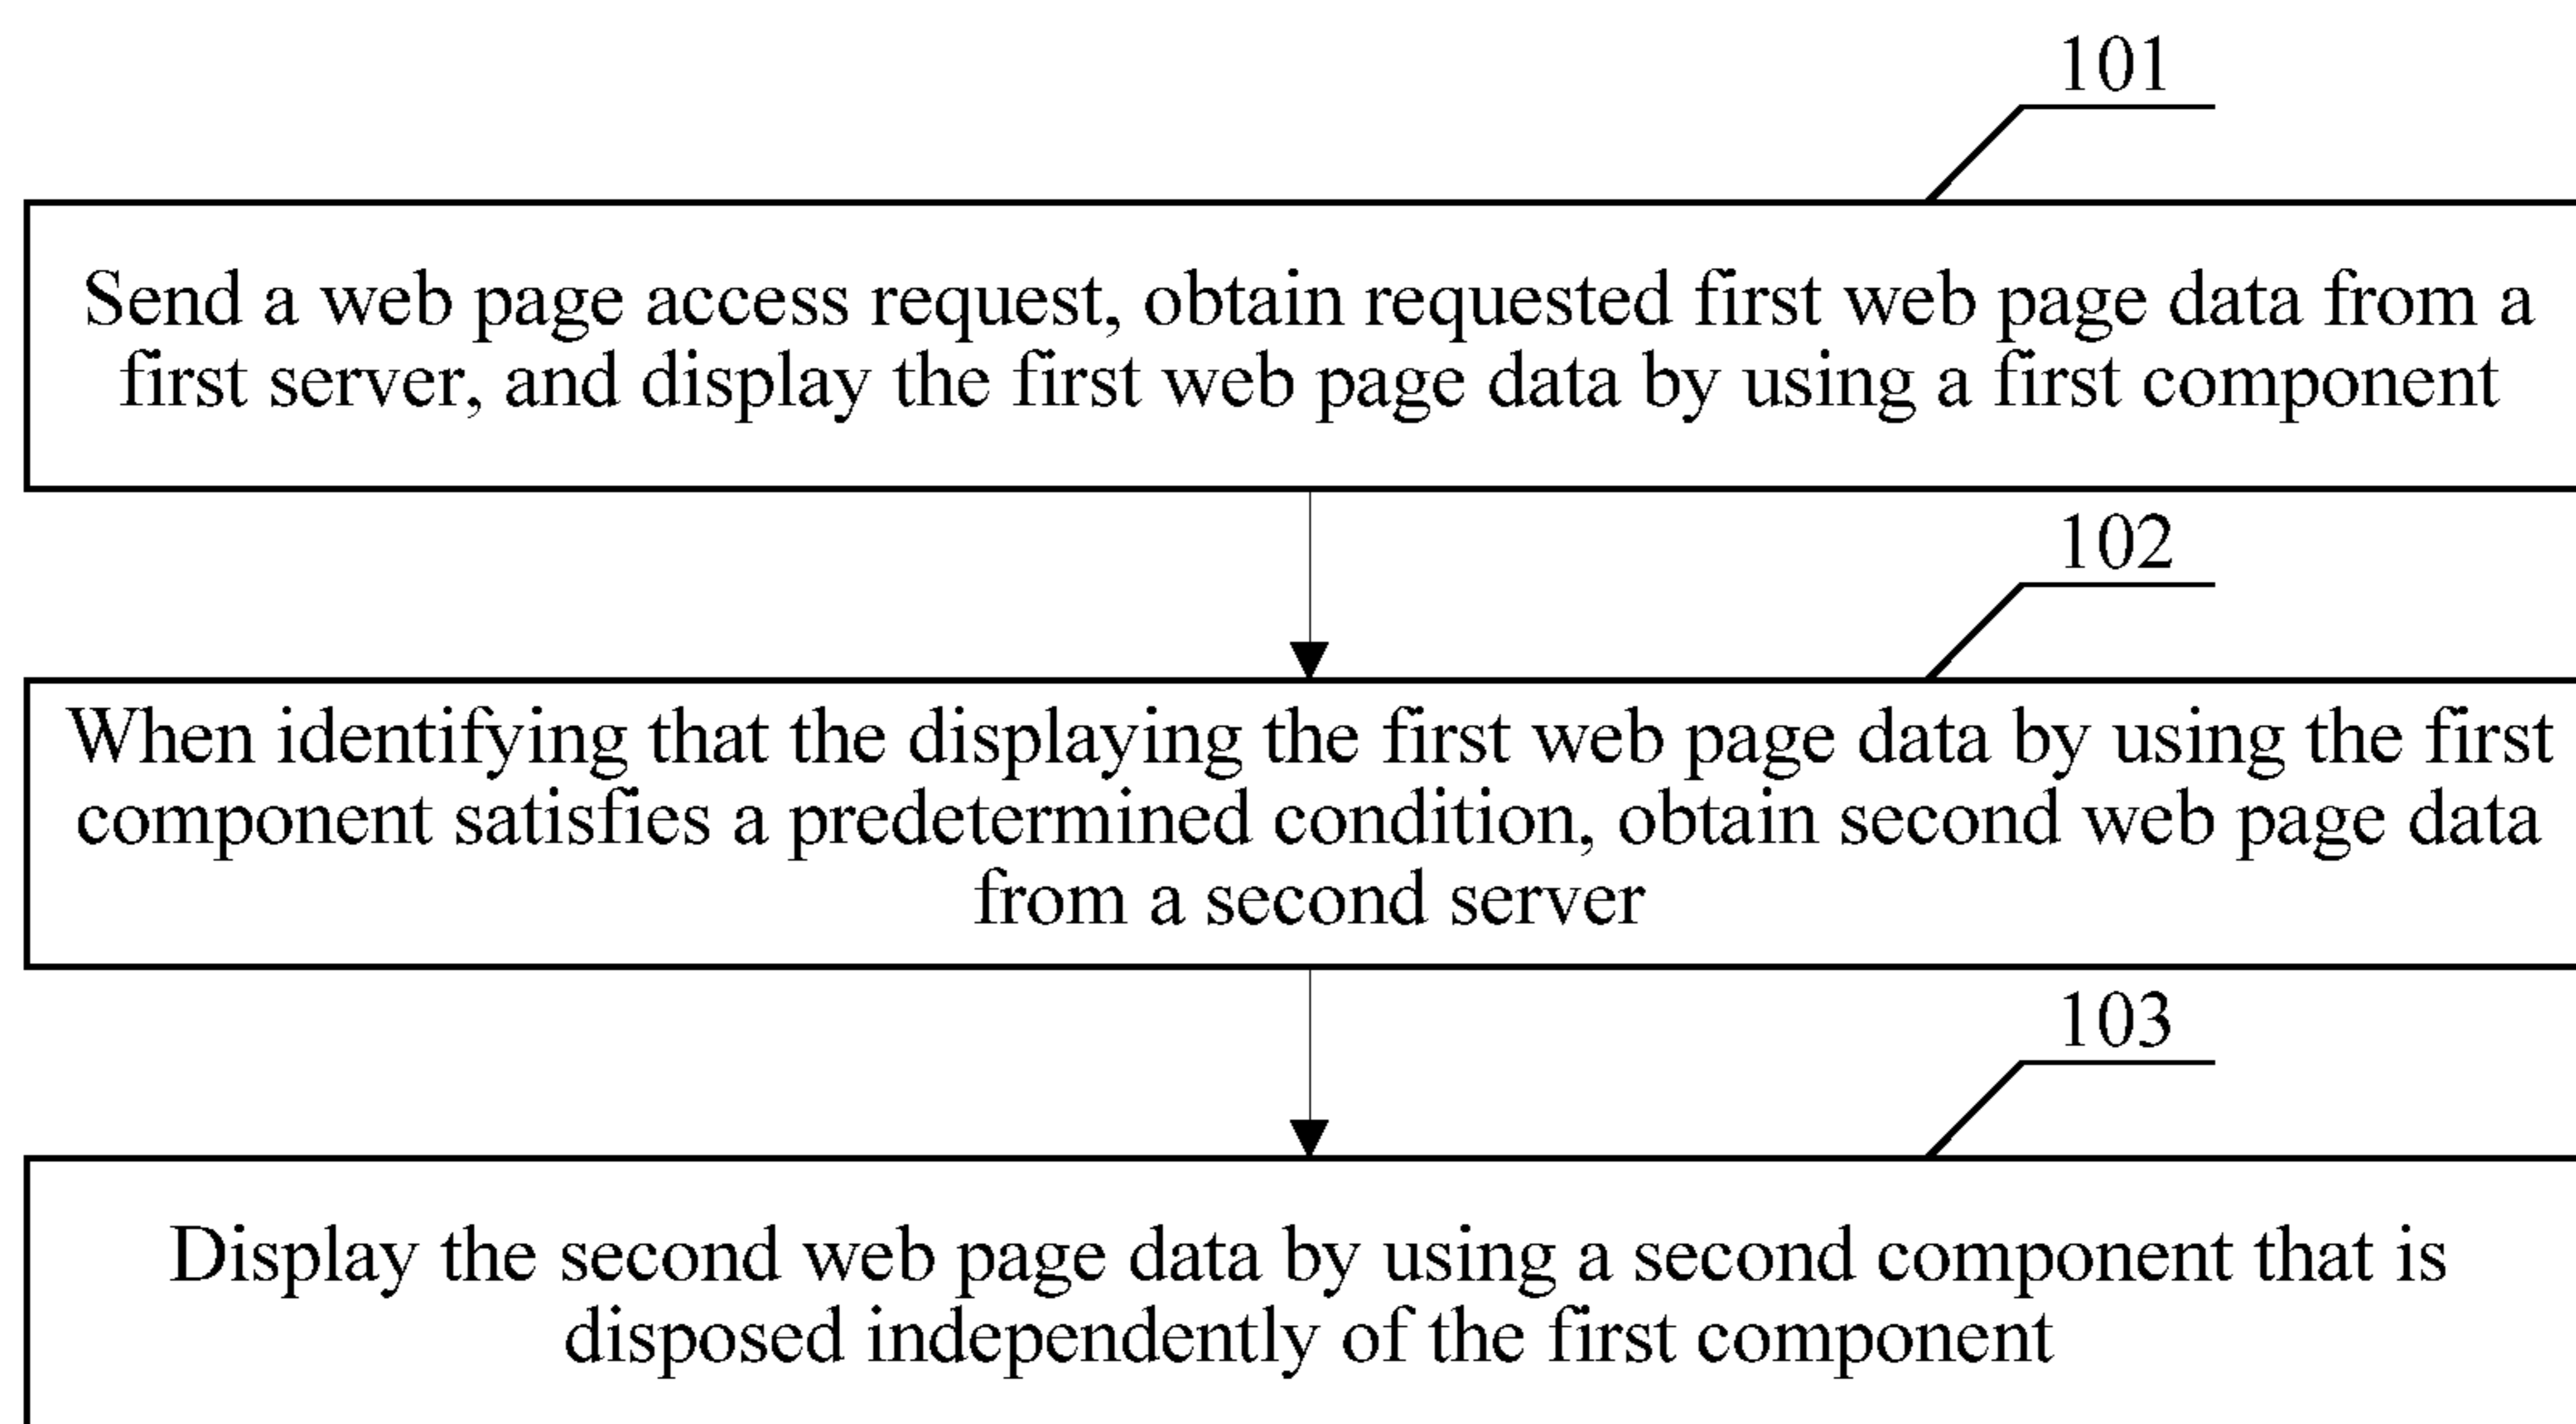 101
Send a web page access request, obtain requested first web page data from a
first server, and display the first web page data by using a first component
102
When identifying that the displaying the first web page data by using the first
component satisfies a predetermined condition, obtain second web page data
from a second server
103
Display the second web page data by using a second component that is
disposed independently of the first component